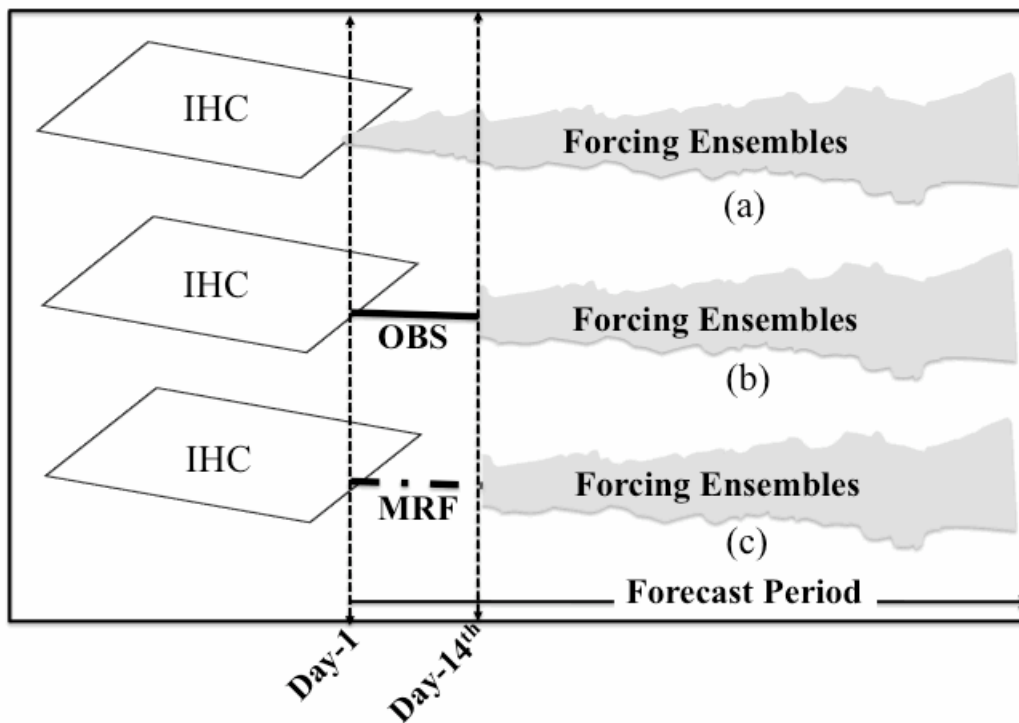 IHC
Forcing Ensembles
(a)
IHC
OBS
Forcing Ensembles
(b)
IHC
MRF
Forcing Ensembles
(c)
Forecast Period
Day-1
Day-14th